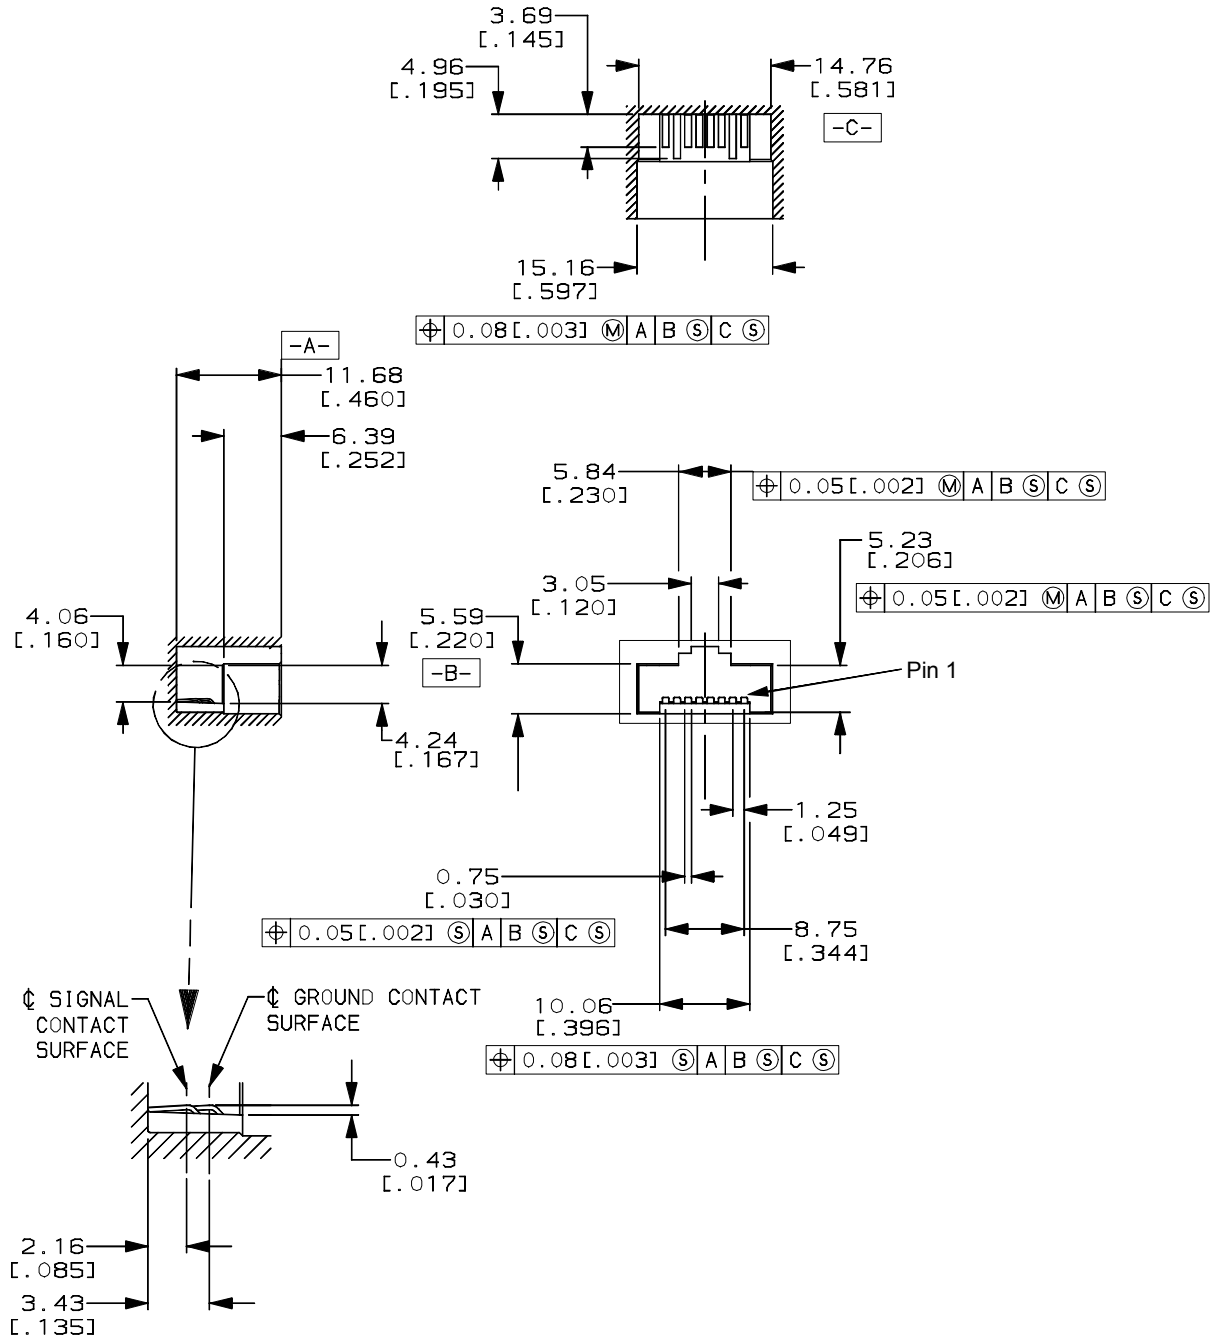 3.69
[.145]
4.96
[.195]
14.76
[.581]
-C-
15.16
[.597]
⌖ 0.08[.003] Ⓜ A B Ⓢ C Ⓢ
-A-
11.68
[.460]
6.39
[.252]
5.84
[.230]
⌖ 0.05[.002] Ⓜ A B Ⓢ C Ⓢ
5.23
[.206]
⌖ 0.05[.002] Ⓜ A B Ⓢ C Ⓢ
3.05
[.120]
4.06
[.160]
5.59
[.220]
-B-
Pin 1
4.24
[.167]
1.25
[.049]
0.75
[.030]
⌖ 0.05[.002] Ⓢ A B Ⓢ C Ⓢ
8.75
[.344]
10.06
[.396]
⌖ 0.08[.003] Ⓢ A B Ⓢ C Ⓢ
℄ SIGNAL
CONTACT
SURFACE
℄ GROUND CONTACT
SURFACE
0.43
[.017]
2.16
[.085]
3.43
[.135]